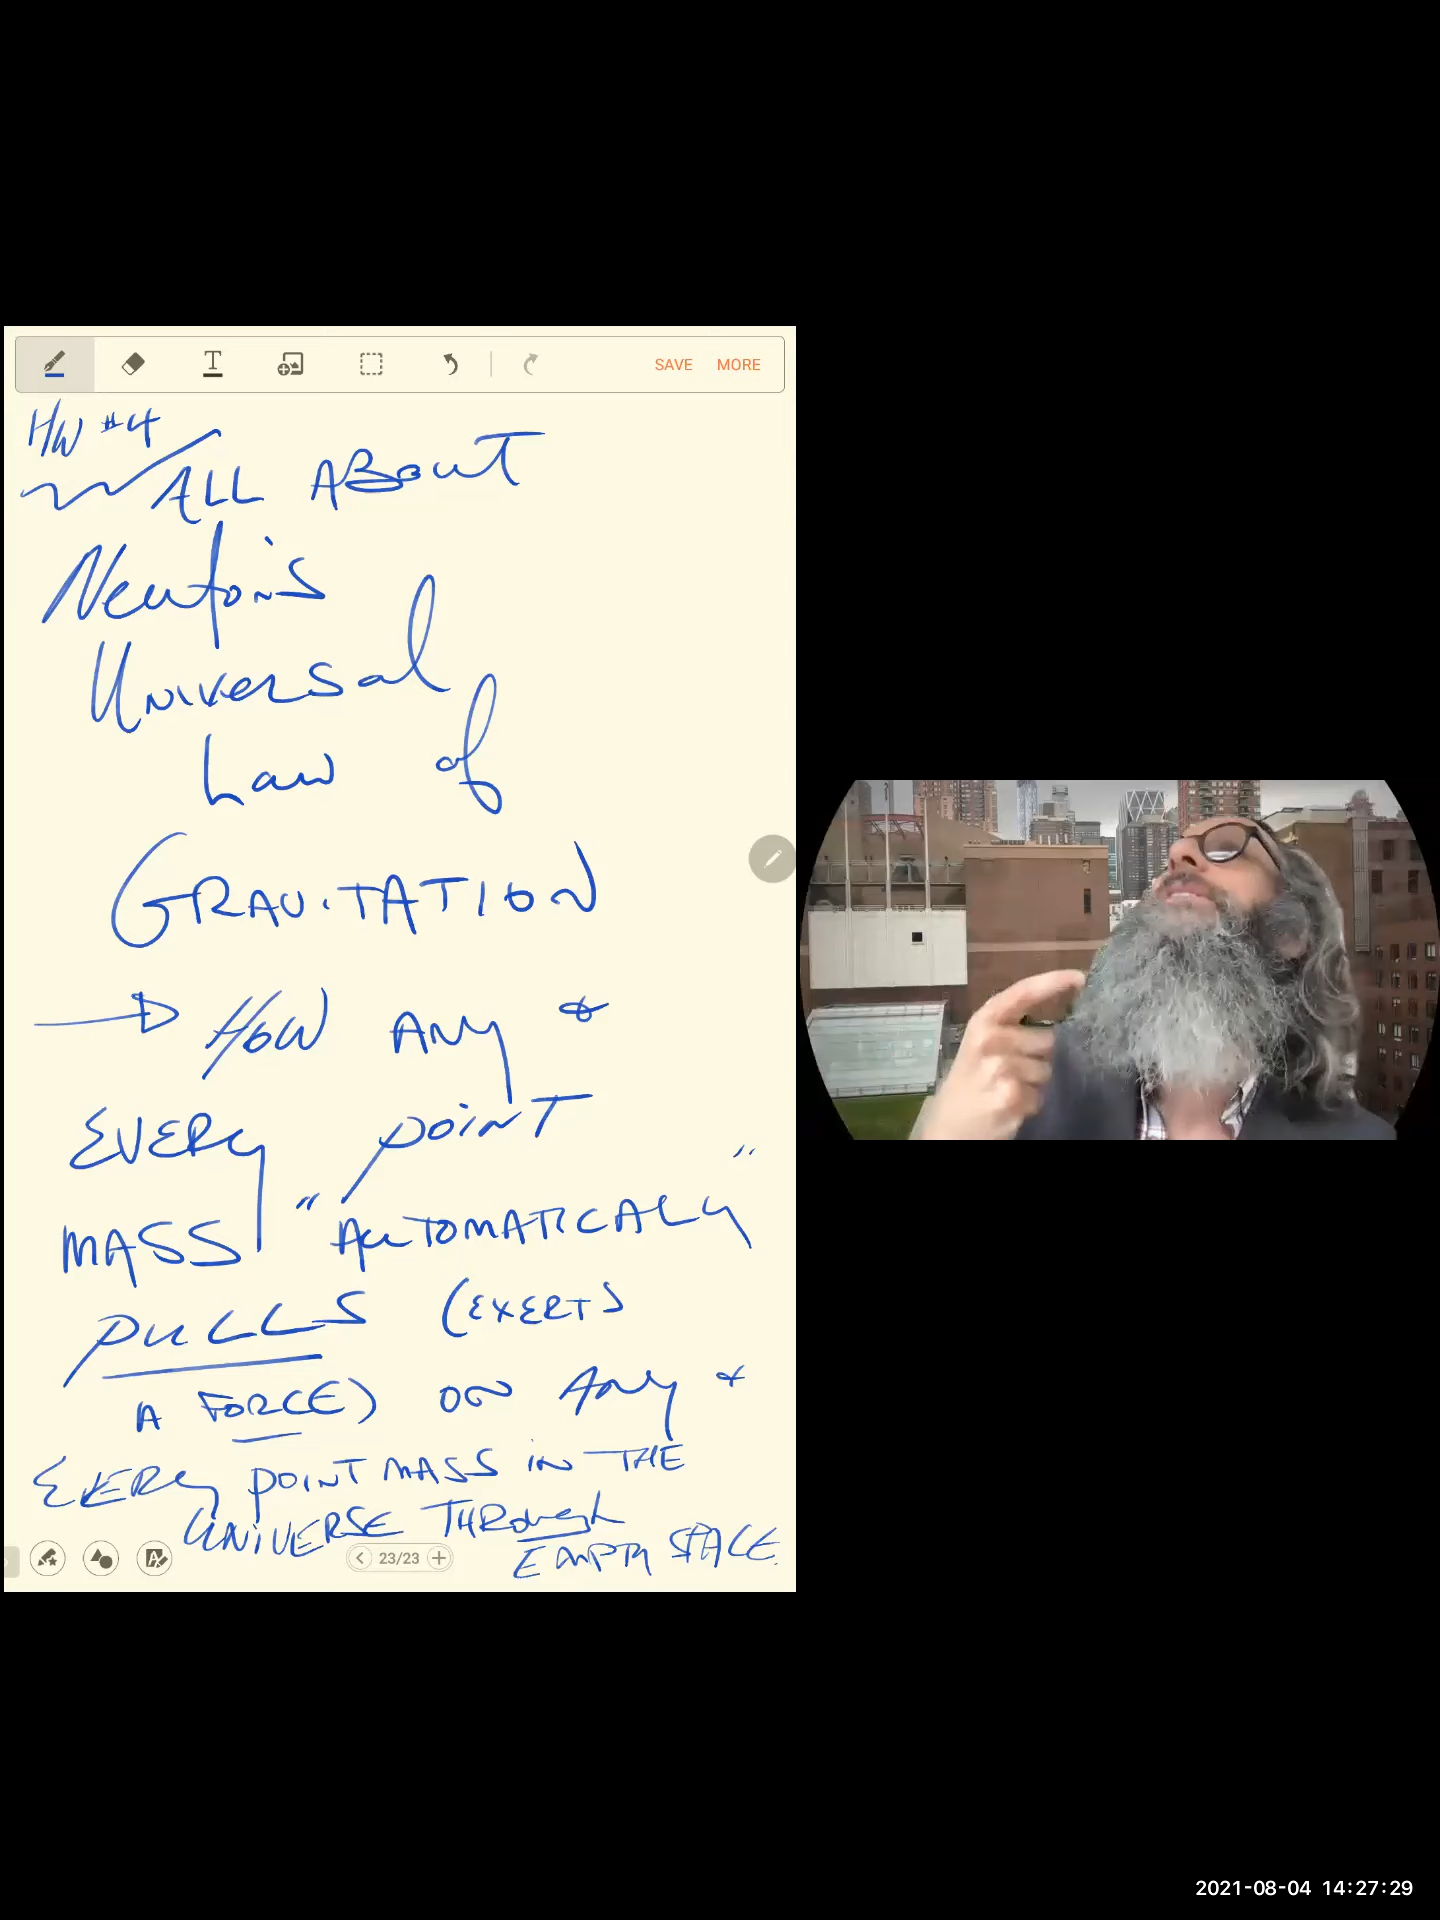 SAVE MORE
HW #4
ALL ABOUT
Newton's
Universal
Law of
GRAVITATION
HOW ANY &
EVERY POINT
MASS "AUTOMATICALY"
PULLS (EXERTS
A FORCE) ON ANY &
EVERY POINT MASS IN THE
UNIVERSE THROUGH
EMPTY SPACE.
23/23
2021-08-04 14:27:29